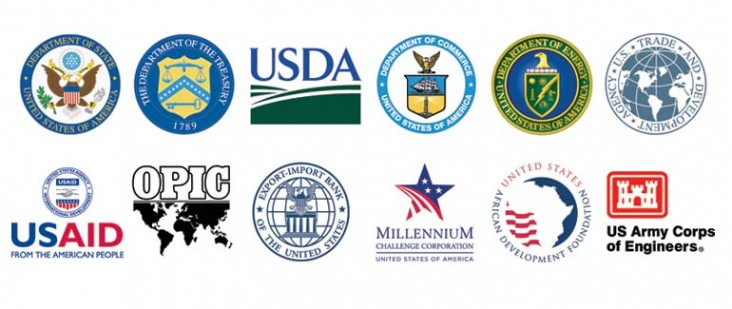 DEPARTMENT OF STATE
UNITED STATES OF AMERICA
THE DEPARTMENT OF THE TREASURY
1789
USDA
DEPARTMENT OF COMMERCE
UNITED STATES OF AMERICA
DEPARTMENT OF ENERGY
UNITED STATES OF AMERICA
U.S. TRADE AND DEVELOPMENT AGENCY
USAID
USAID
FROM THE AMERICAN PEOPLE
OPIC
EXPORT-IMPORT BANK
OF THE UNITED STATES
MILLENNIUM
CHALLENGE CORPORATION
UNITED STATES OF AMERICA
UNITED STATES
AFRICAN DEVELOPMENT FOUNDATION
US Army Corps
of Engineers®